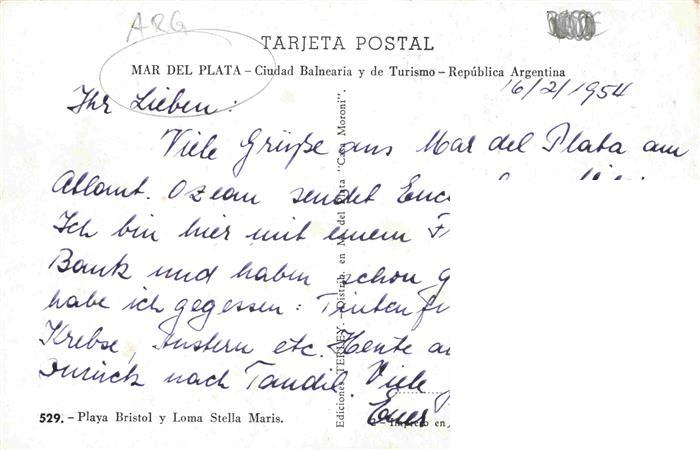 ARG
TARJETA POSTAL
MAR DEL PLATA – Ciudad Balnearia y de Turismo – República Argentina
16/2/1954
Ihr Lieben:
Viele Grüße aus Mar del Plata am
Atlant. Ozean sendet
Ich bin hier mit einem
Bank und haben schon
habe ich gegessen:
Krebse, Austern etc. Heute
zurück nach Tandil. Viele
Euer
529. – Playa Bristol y Loma Stella Maris.
Ediciones TERLEY. Distrib. en Mar del Plata "Casa Moroni".
Impreso en